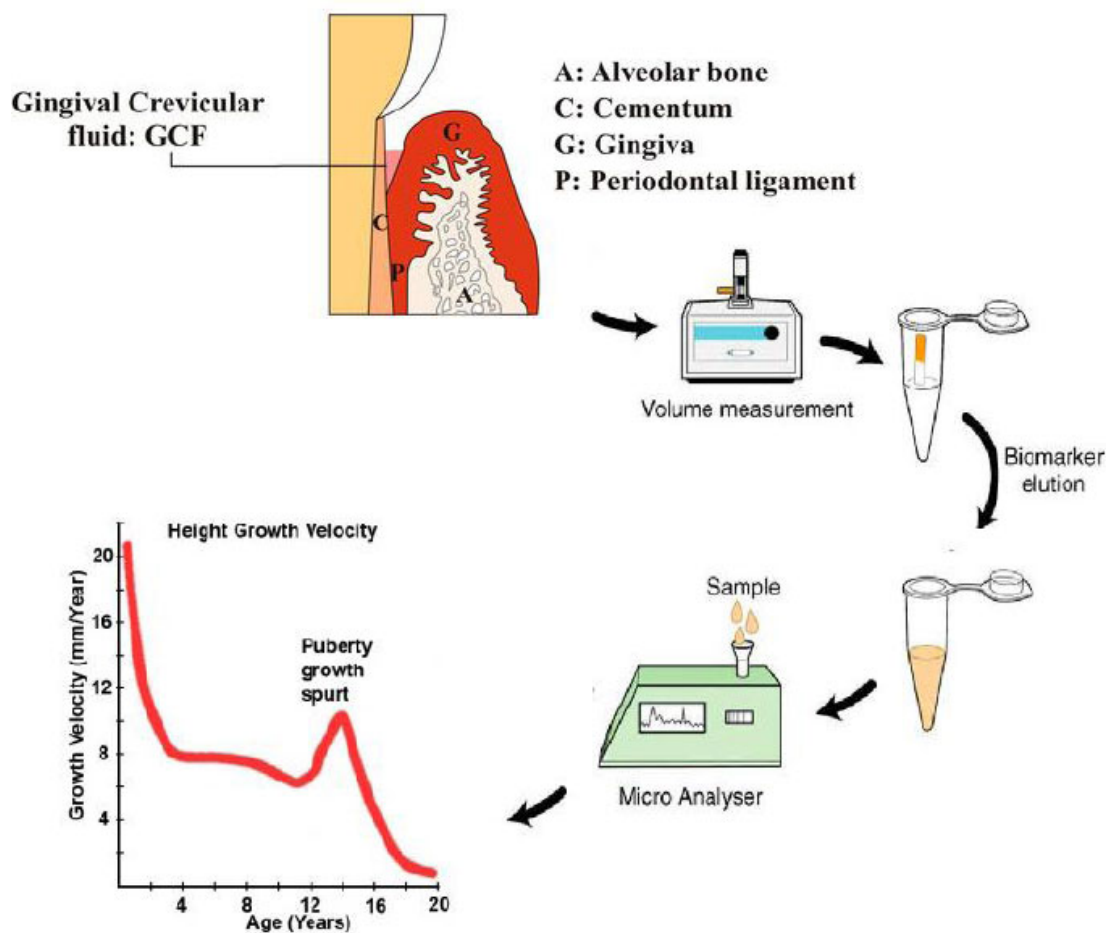 Gingival Crevicular
fluid: GCF
A: Alveolar bone
C: Cementum
G: Gingiva
P: Periodontal ligament
G
C
P
A
Volume measurement
Biomarker
elution
Sample
Micro Analyser
Height Growth Velocity
Puberty
growth
spurt
Growth Velocity (mm/Year)
20
16
12
8
4
4 8 12 16 20
Age (Years)